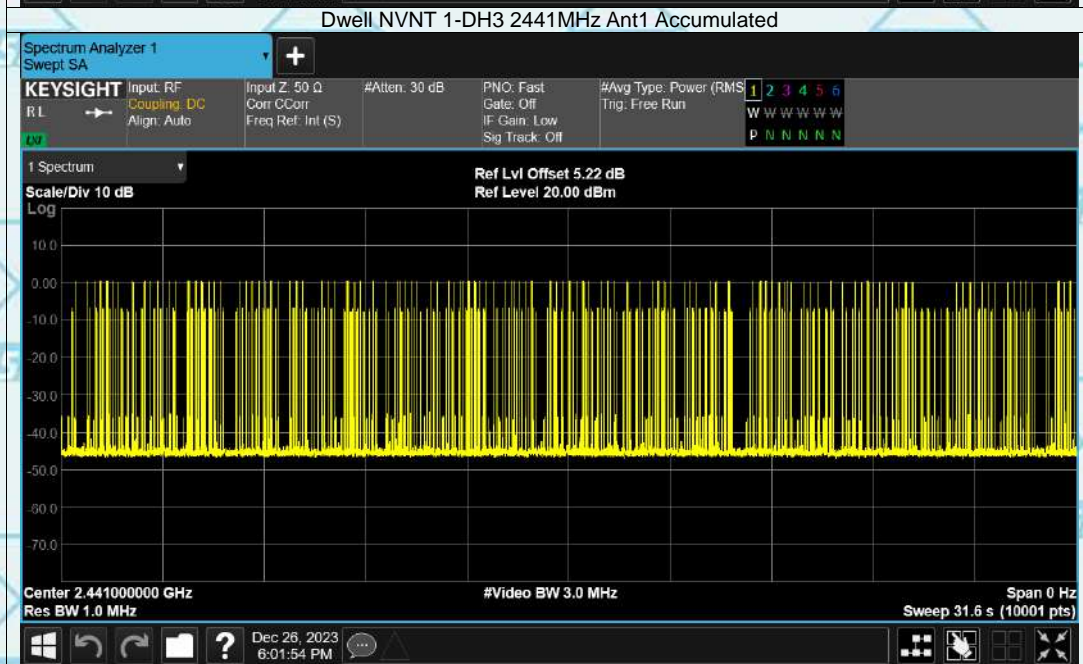 Dwell NVNT 1-DH3 2441MHz Ant1 Accumulated
Spectrum Analyzer 1
Swept SA
KEYSIGHT Input: RF Input Z: 50 Ω #Atten: 30 dB PNO: Fast #Avg Type: Power (RMS 1 2 3 4 5 6
R L Coupling: DC Corr CCorr Gate: Off Trig: Free Run W W W W W W
Align: Auto Freq Ref: Int (S) IF Gain: Low
LXI Sig Track: Off P N N N N N
1 Spectrum
Ref Lvl Offset 5.22 dB
Scale/Div 10 dB Ref Level 20.00 dBm
Log
10.0
0.00
-10.0
-20.0
-30.0
-40.0
-50.0
-60.0
-70.0
Center 2.441000000 GHz #Video BW 3.0 MHz Span 0 Hz
Res BW 1.0 MHz Sweep 31.6 s (10001 pts)
? Dec 26, 2023
6:01:54 PM